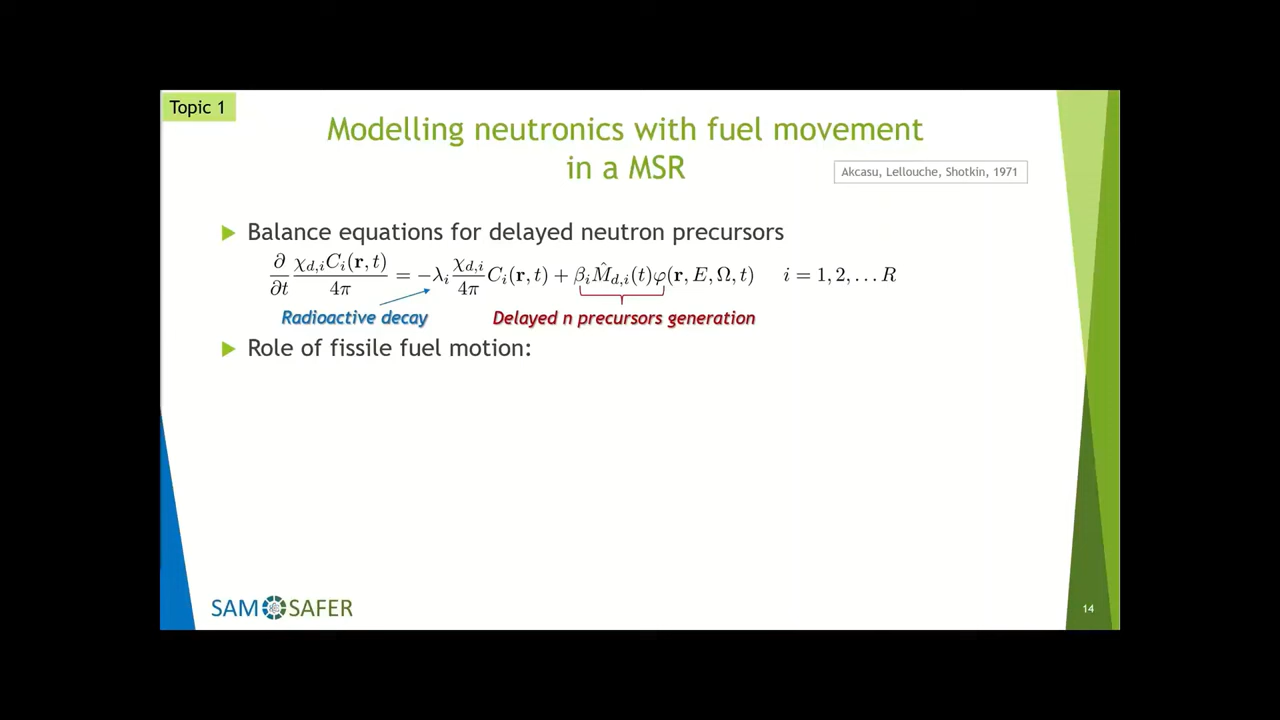 Topic 1
Modelling neutronics with fuel movement
in a MSR
Akcasu, Lellouche, Shotkin, 1971
Balance equations for delayed neutron precursors
∂/∂t χ_{d,i}C_i(r, t)/4π = −λ_i χ_{d,i}/4π C_i(r, t) + β_i M̂_{d,i}(t)φ(r, E, Ω, t) i = 1, 2, . . . R
Radioactive decay
Delayed n precursors generation
Role of fissile fuel motion:
SAMOSAFER
14